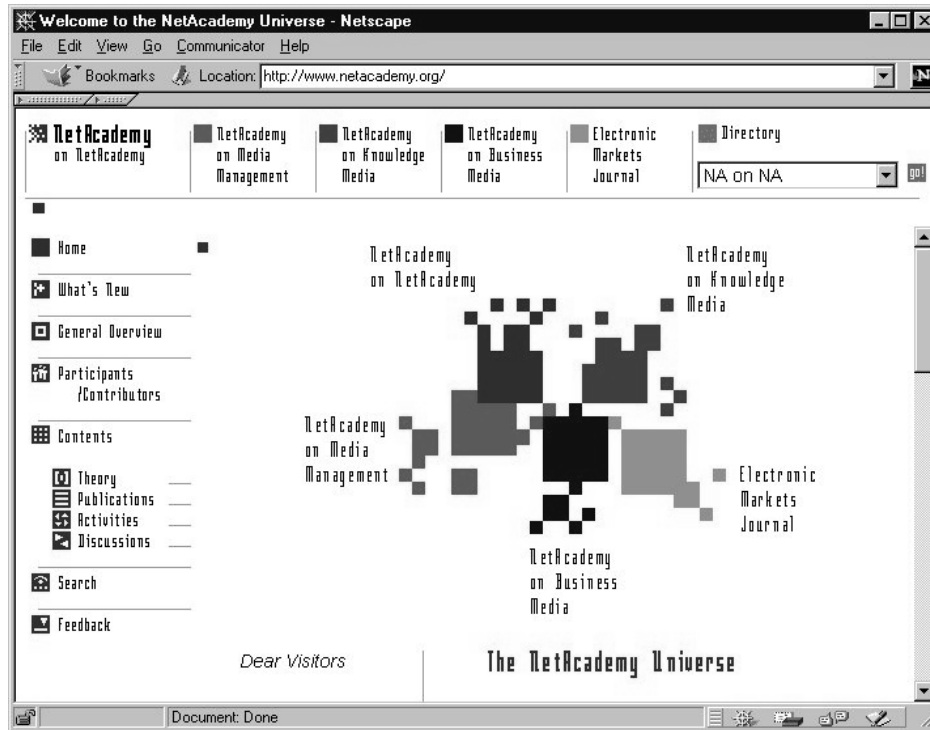 Welcome to the NetAcademy Universe - Netscape
File Edit View Go Communicator Help
Bookmarks Location: http://www.netacademy.org/
N
NetAcademy
on NetAcademy
NetAcademy
on Media
Management
NetAcademy
on Knowledge
Media
NetAcademy
on Business
Media
Electronic
Markets
Journal
Directory
NA on NA
go!
Home
What's New
General Overview
Participants
/Contributors
Contents
Theory
Publications
Activities
Discussions
Search
Feedback
NetAcademy
on NetAcademy
NetAcademy
on Knowledge
Media
NetAcademy
on Media
Management
Electronic
Markets
Journal
NetAcademy
on Business
Media
Dear Visitors
The NetAcademy Universe
Document: Done